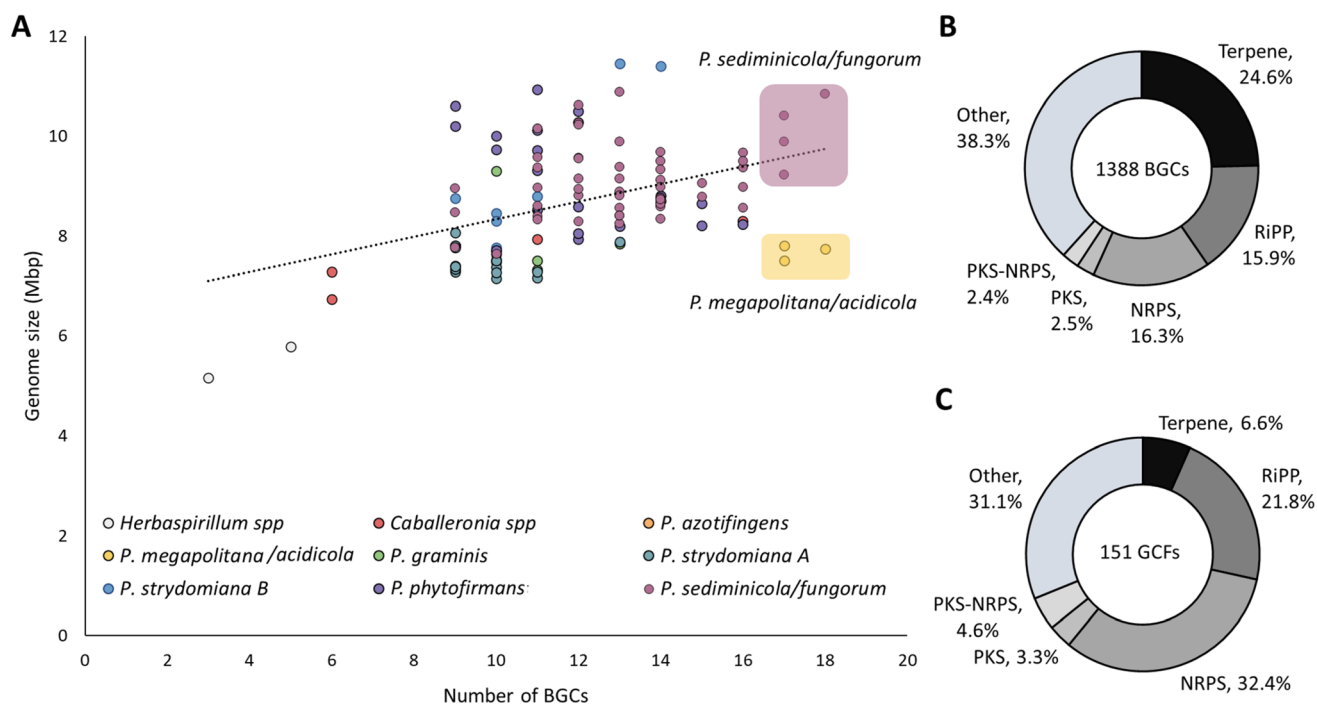 A
12
10
8
6
4
2
0
Genome size (Mbp)
0 2 4 6 8 10 12 14 16 18 20
Number of BGCs
P. sediminicola/fungorum
P. megapolitana/acidicola
Herbaspirillum spp
Caballeronia spp
P. azotifingens
P. megapolitana/acidicola
P. graminis
P. strydomiana A
P. strydomiana B
P. phytofirmans
P. sediminicola/fungorum
B
Terpene,
24.6%
Other,
38.3%
1388 BGCs
RiPP,
15.9%
PKS-NRPS,
2.4%
PKS,
2.5%
NRPS,
16.3%
C
Terpene, 6.6%
Other,
31.1%
RiPP,
21.8%
151 GCFs
PKS-NRPS,
4.6%
PKS, 3.3%
NRPS, 32.4%